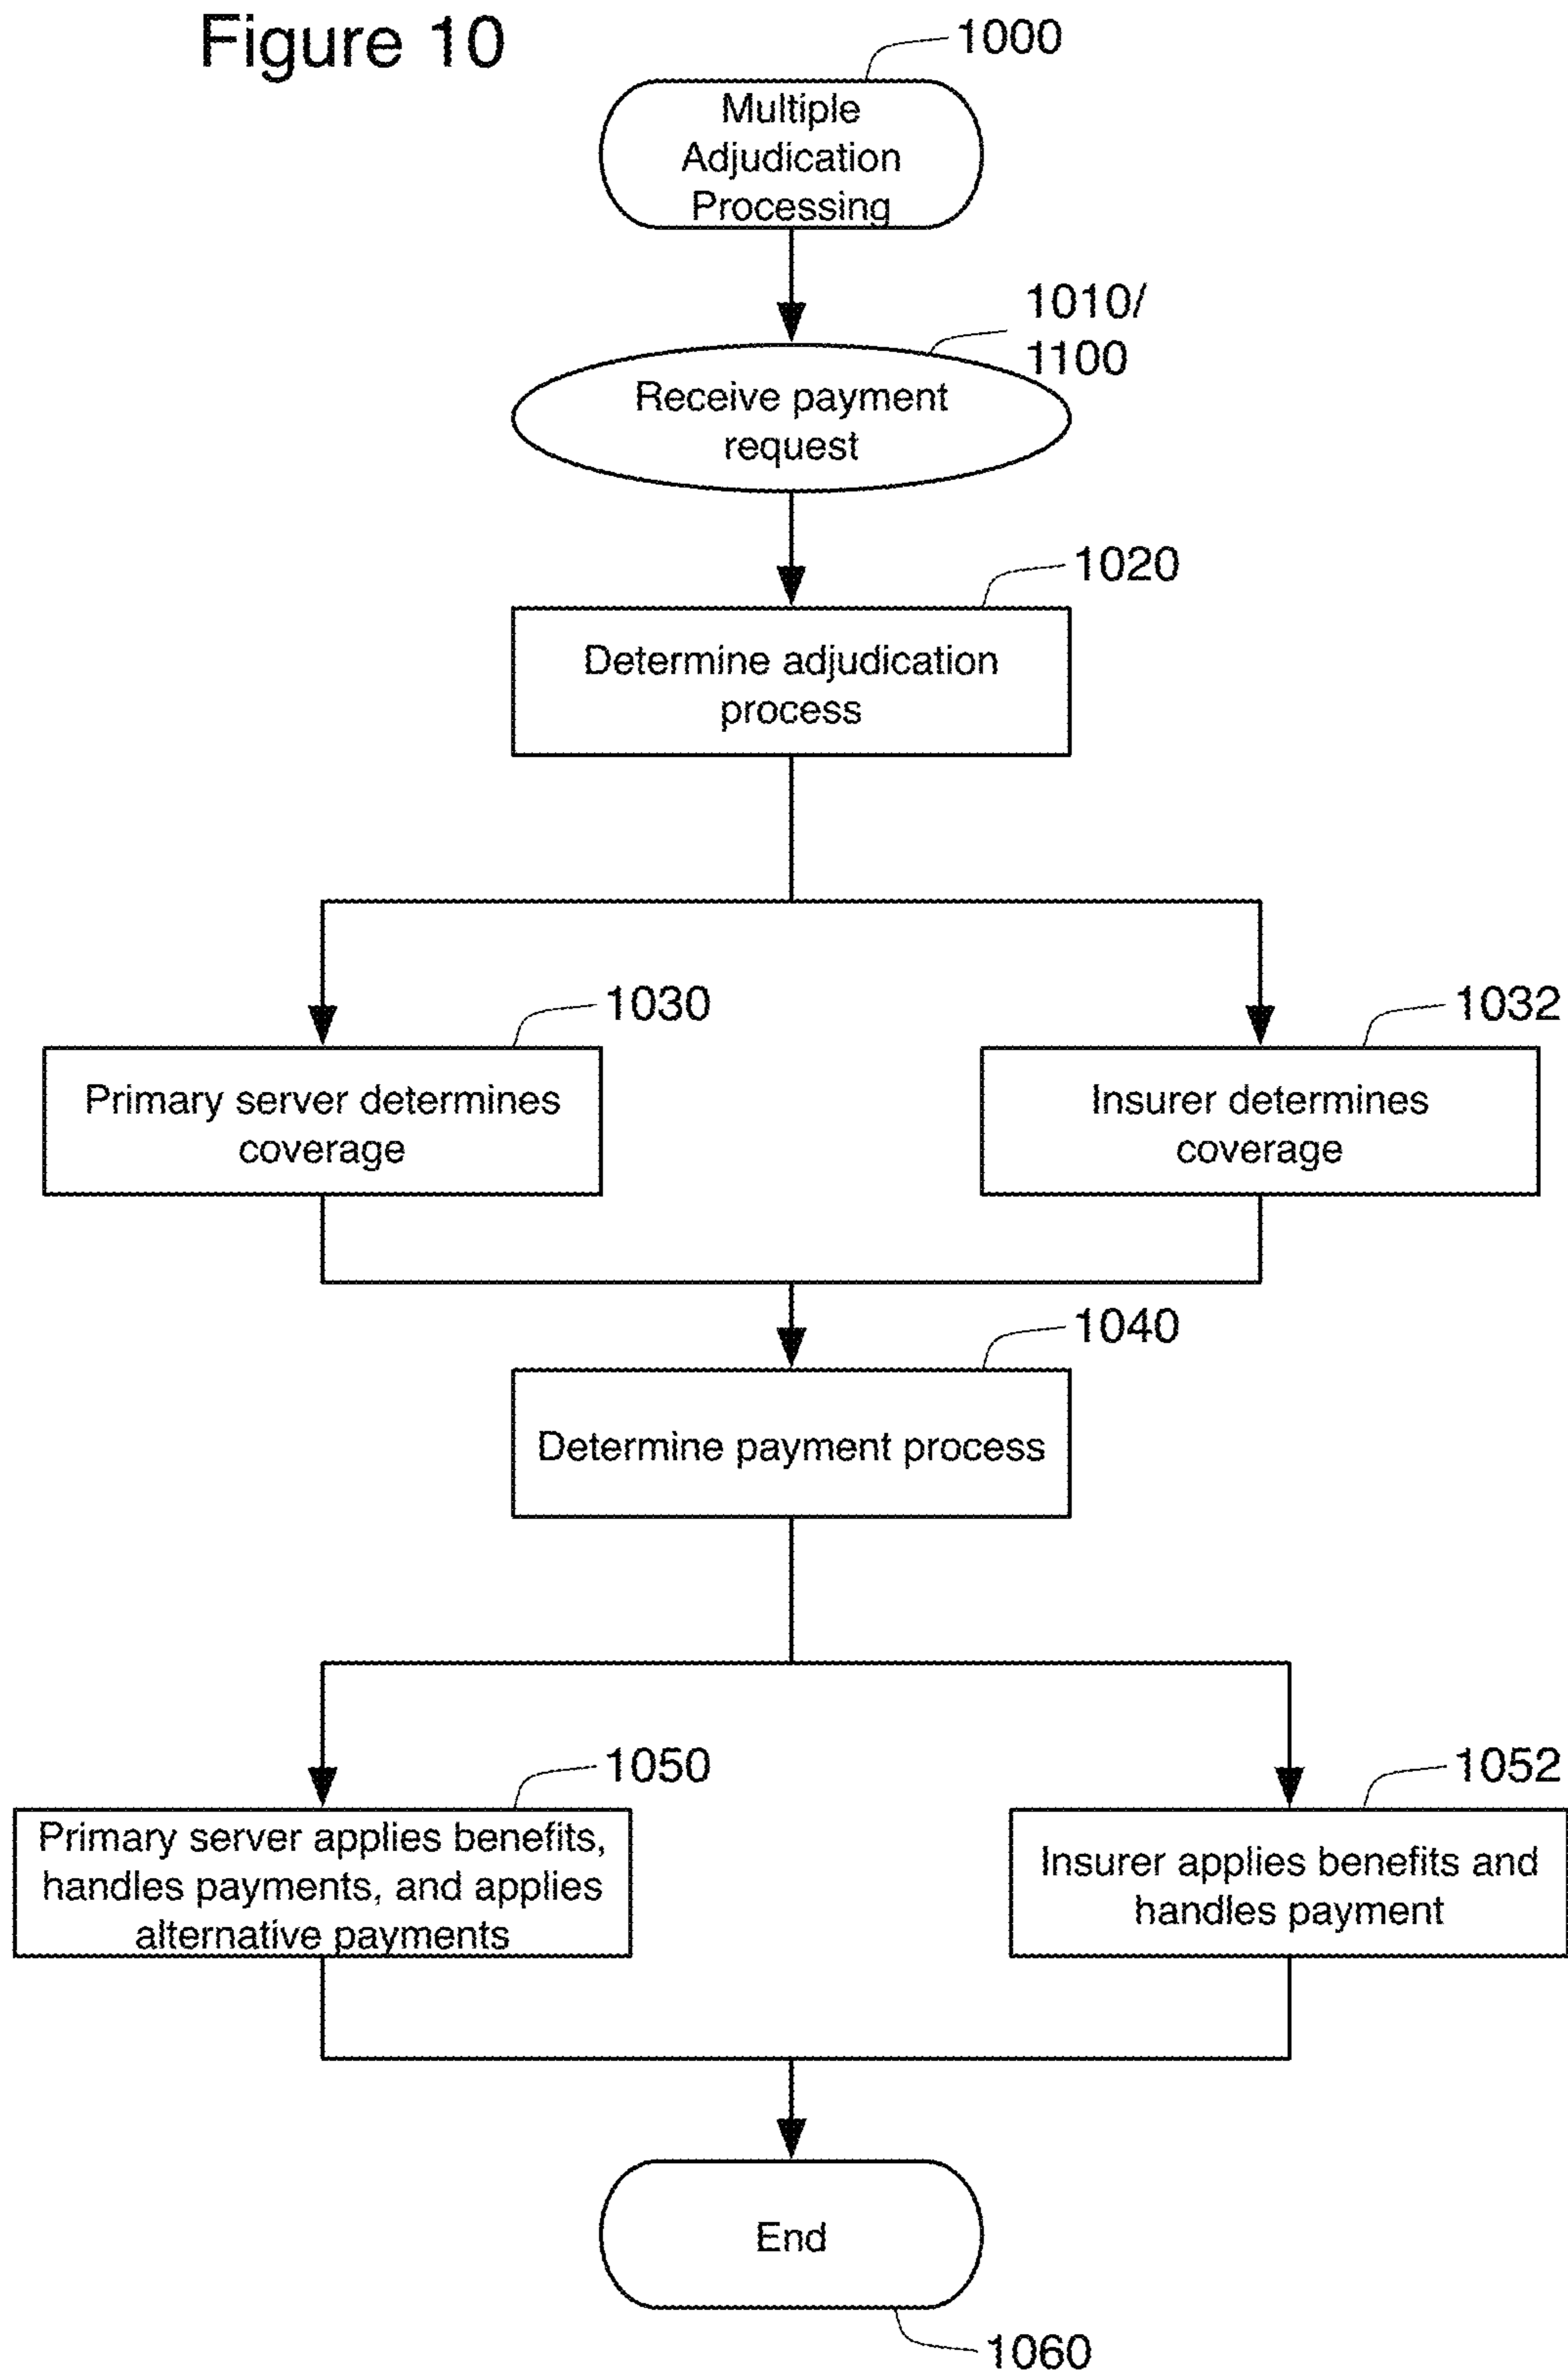 Figure 10
1000
Multiple
Adjudication
Processing
1010/
1100
Receive payment
request
1020
Determine adjudication
process
1030
1032
Primary server determines
coverage
Insurer determines
coverage
1040
Determine payment process
1050
1052
Primary server applies benefits,
handles payments, and applies
alternative payments
Insurer applies benefits and
handles payment
End
1060